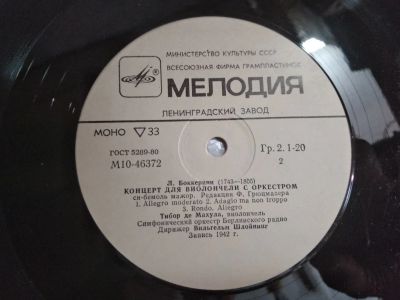 МИНИСТЕРСТВО КУЛЬТУРЫ СССР
ВСЕСОЮЗНАЯ ФИРМА ГРАМПЛАСТИНОК
МЕЛОДИЯ
ЛЕНИНГРАДСКИЙ ЗАВОД
МОНО ▽33
ГОСТ 5289-80
М10-46372
Гр. 2. 1-20
2
Л. Боккерини (1743—1805)
КОНЦЕРТ ДЛЯ ВИОЛОНЧЕЛИ С ОРКЕСТРОМ
си-бемоль мажор. Редакция Ф. Грюцмахера
1. Allegro moderato 2. Adagio ma non troppo
3. Rondo. Allegro
Тибор де Махула, виолончель
Симфонический оркестр Берлинского радио
Дирижер Вильгельм Шлойнинг
Запись 1942 г.